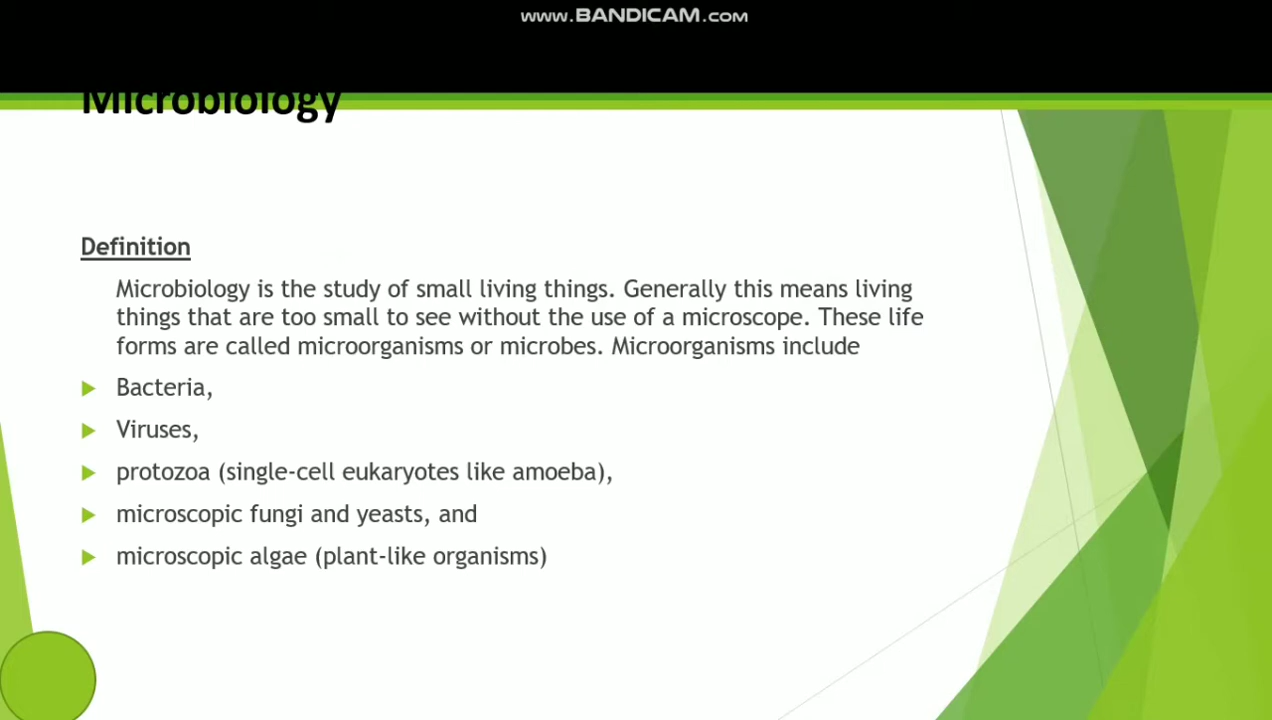 www.BANDICAM.com
Microbiology
Definition
Microbiology is the study of small living things. Generally this means living
things that are too small to see without the use of a microscope. These life
forms are called microorganisms or microbes. Microorganisms include
Bacteria,
Viruses,
protozoa (single-cell eukaryotes like amoeba),
microscopic fungi and yeasts, and
microscopic algae (plant-like organisms)